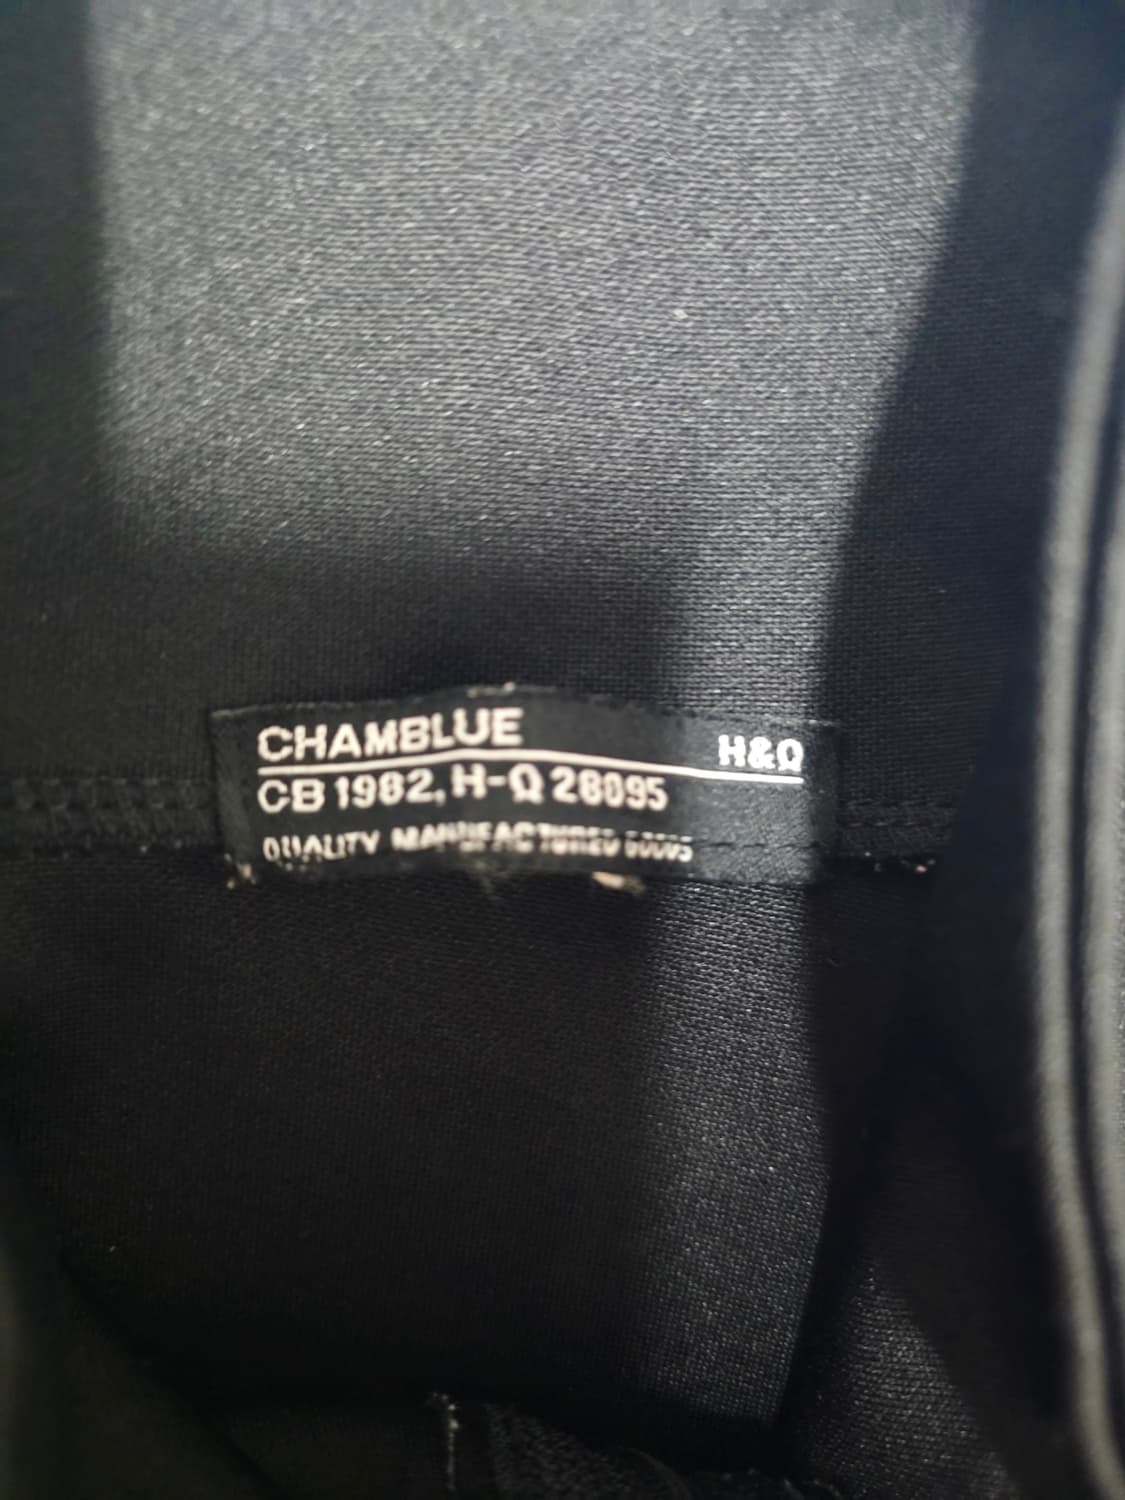 CHAMBLUE H&Ω
CB 1982, H-Ω 28095
QUALITY MANUFACTURED GOODS